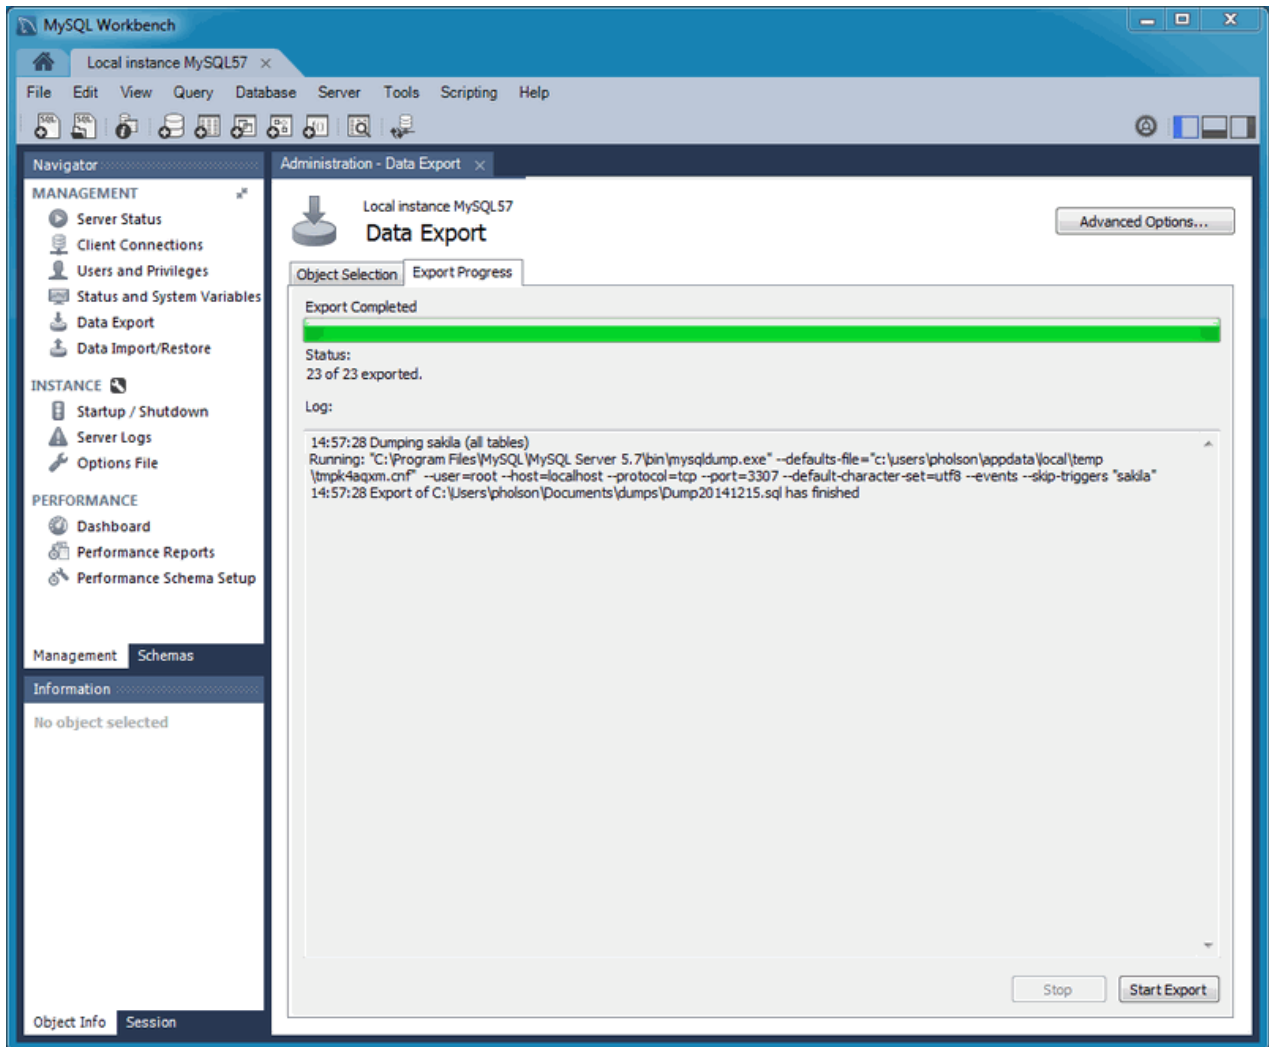 MySQL Workbench
Local instance MySQL57
File Edit View Query Database Server Tools Scripting Help
Navigator
MANAGEMENT
Server Status
Client Connections
Users and Privileges
Status and System Variables
Data Export
Data Import/Restore
INSTANCE
Startup / Shutdown
Server Logs
Options File
PERFORMANCE
Dashboard
Performance Reports
Performance Schema Setup
Management Schemas
Information
No object selected
Object Info Session
Administration - Data Export
Local instance MySQL57
Data Export
Advanced Options...
Object Selection Export Progress
Export Completed
Status:
23 of 23 exported.
Log:
14:57:28 Dumping sakila (all tables)
Running: "C:\Program Files\MySQL\MySQL Server 5.7\bin\mysqldump.exe" --defaults-file="c:\users\pholson\appdata\local\temp
\tmpk4aqxm.cnf" --user=root --host=localhost --protocol=tcp --port=3307 --default-character-set=utf8 --events --skip-triggers "sakila"
14:57:28 Export of C:\Users\pholson\Documents\dumps\Dump20141215.sql has finished
Stop Start Export